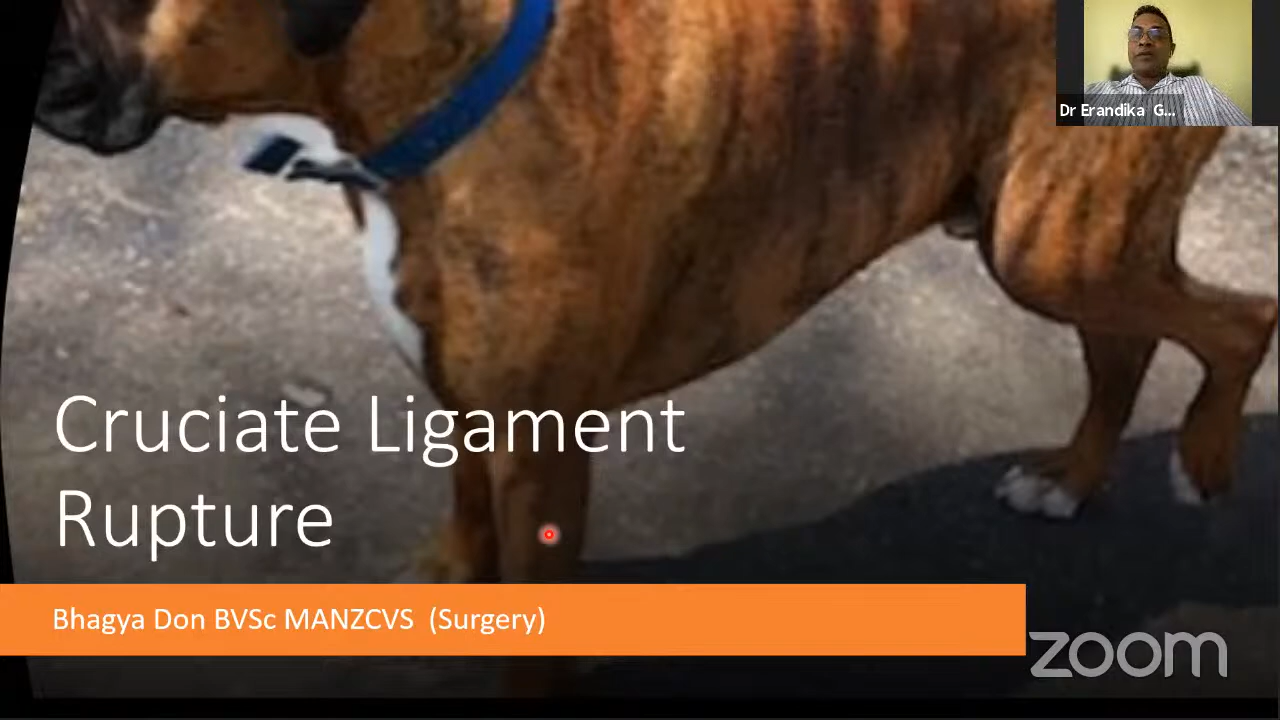 Dr Erandika G...
Cruciate Ligament
Rupture
Bhagya Don BVSc MANZCVS (Surgery)
zoom